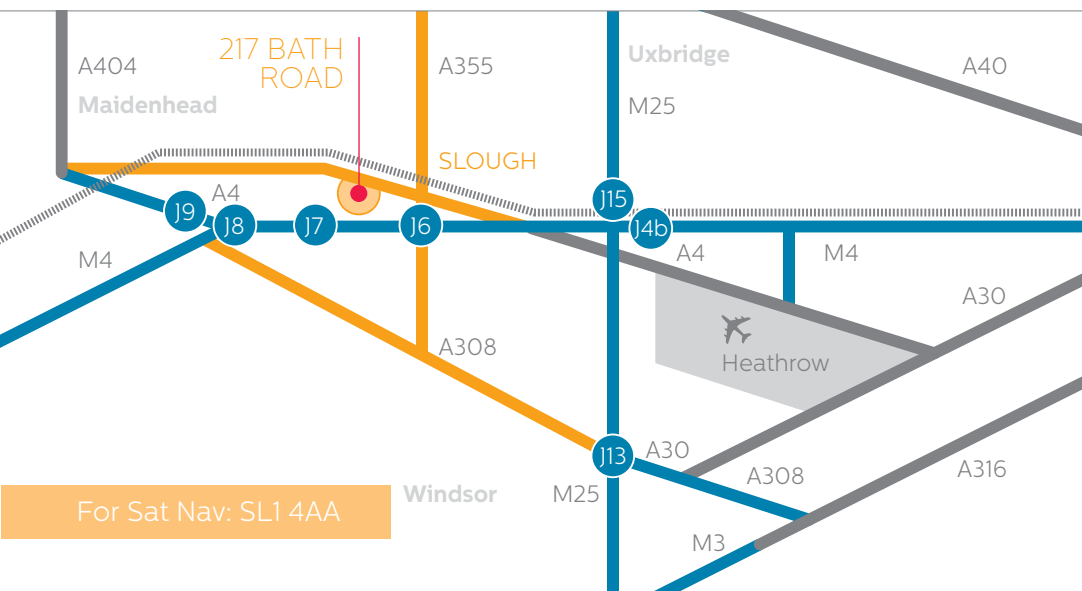 217 BATH
ROAD
A404
A355
Uxbridge
A40
Maidenhead
M25
SLOUGH
A4
J9
J8
J7
J6
J15
J4b
M4
A4
M4
A30
A308
Heathrow
J13
A30
A308
A316
Windsor
M25
For Sat Nav: SL1 4AA
M3